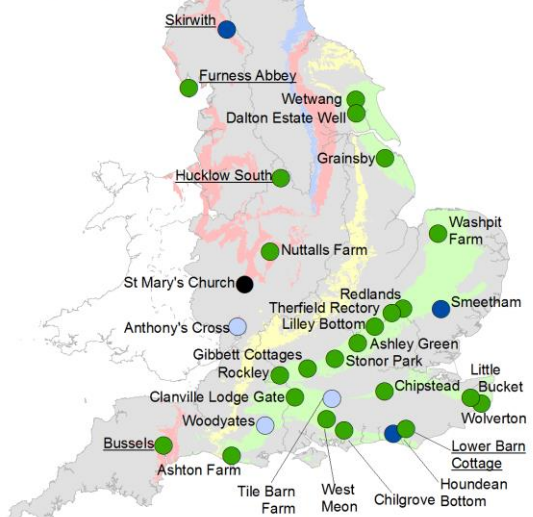 Skirwith
Furness Abbey
Wetwang
Dalton Estate Well
Grainsby
Hucklow South
Washpit
Farm
Nuttalls Farm
St Mary's Church
Redlands
Smeetham
Therfield Rectory
Anthony's Cross
Lilley Bottom
Ashley Green
Gibbett Cottages
Stonor Park
Rockley
Little
Bucket
Chipstead
Clanville Lodge Gate
Wolverton
Woodyates
Bussels
Lower Barn
Cottage
Ashton Farm
Houndean
Bottom
Tile Barn
Farm
West
Meon
Chilgrove